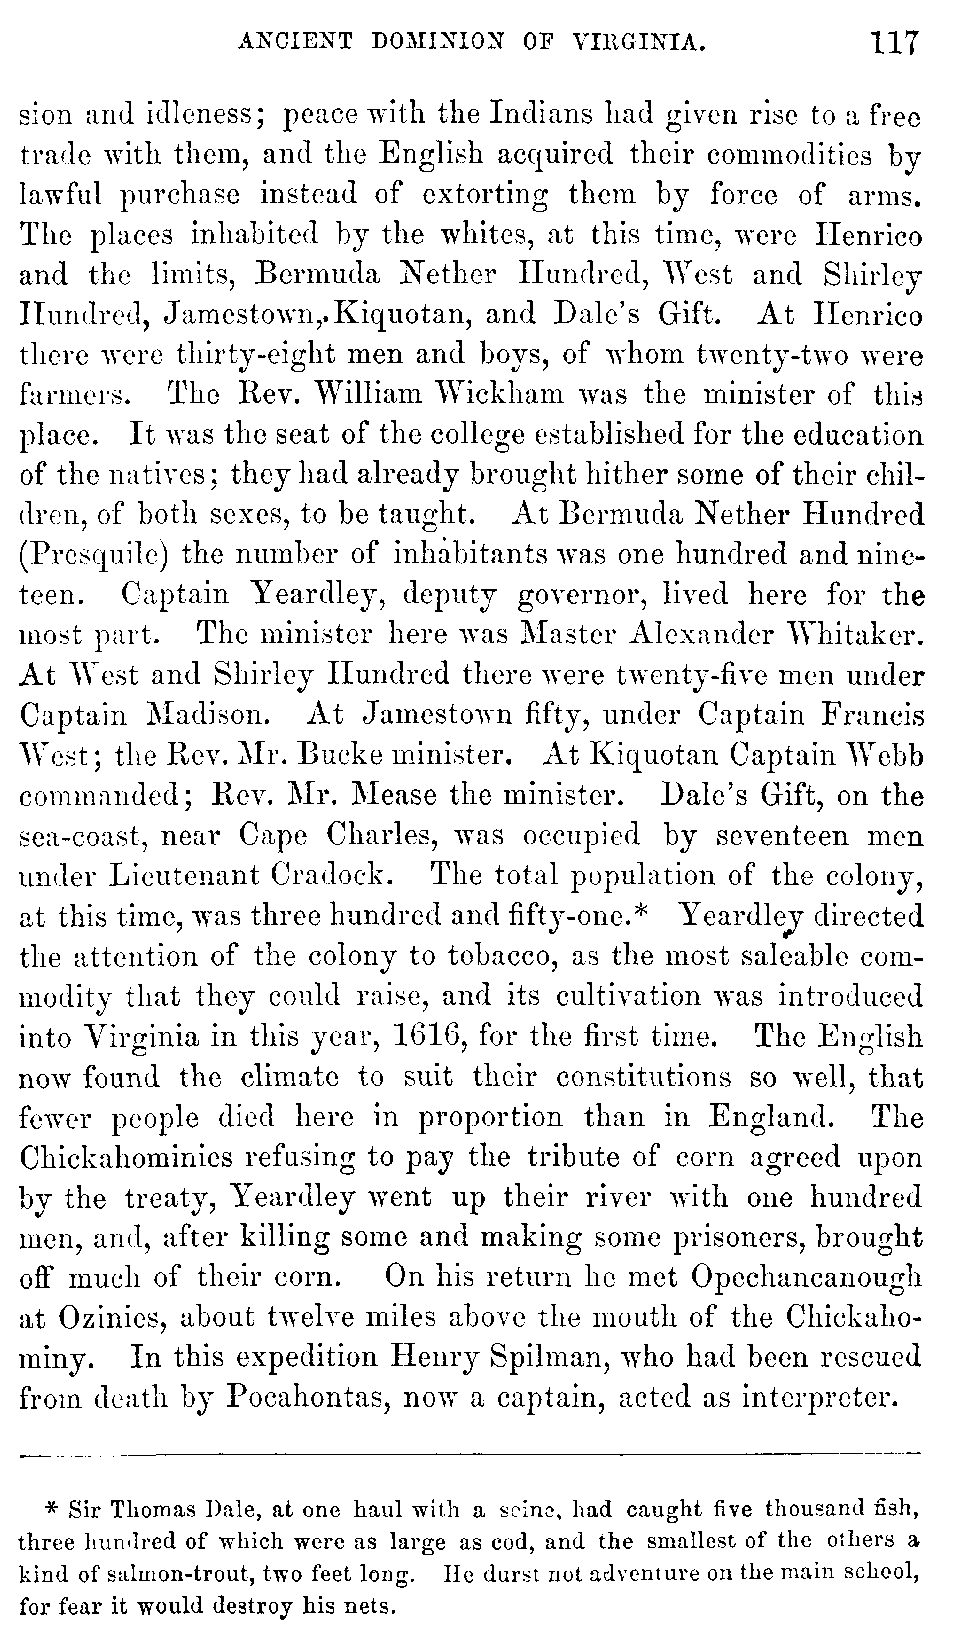 ANCIENT DOMINION OF VIRGINIA. 117
sion and idleness; peace with the Indians had given rise to a free
trade with them, and the English acquired their commodities by
lawful purchase instead of extorting them by force of arms.
The places inhabited by the whites, at this time, were Henrico
and the limits, Bermuda Nether Hundred, West and Shirley
Hundred, Jamestown, Kiquotan, and Dale's Gift. At Henrico
there were thirty-eight men and boys, of whom twenty-two were
farmers. The Rev. William Wickham was the minister of this
place. It was the seat of the college established for the education
of the natives; they had already brought hither some of their chil-
dren, of both sexes, to be taught. At Bermuda Nether Hundred
(Presquile) the number of inhabitants was one hundred and nine-
teen. Captain Yeardley, deputy governor, lived here for the
most part. The minister here was Master Alexander Whitaker.
At West and Shirley Hundred there were twenty-five men under
Captain Madison. At Jamestown fifty, under Captain Francis
West; the Rev. Mr. Bucke minister. At Kiquotan Captain Webb
commanded; Rev. Mr. Mease the minister. Dale's Gift, on the
sea-coast, near Cape Charles, was occupied by seventeen men
under Lieutenant Cradock. The total population of the colony,
at this time, was three hundred and fifty-one.* Yeardley directed
the attention of the colony to tobacco, as the most saleable com-
modity that they could raise, and its cultivation was introduced
into Virginia in this year, 1616, for the first time. The English
now found the climate to suit their constitutions so well, that
fewer people died here in proportion than in England. The
Chickahominies refusing to pay the tribute of corn agreed upon
by the treaty, Yeardley went up their river with one hundred
men, and, after killing some and making some prisoners, brought
off much of their corn. On his return he met Opechancanough
at Ozinies, about twelve miles above the mouth of the Chickaho-
miny. In this expedition Henry Spilman, who had been rescued
from death by Pocahontas, now a captain, acted as interpreter.
* Sir Thomas Dale, at one haul with a seine, had caught five thousand fish,
three hundred of which were as large as cod, and the smallest of the others a
kind of salmon-trout, two feet long. He durst not adventure on the main school,
for fear it would destroy his nets.